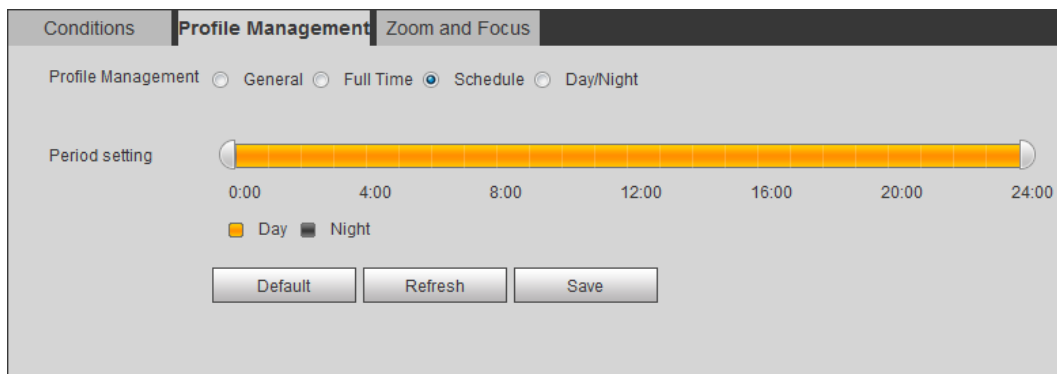 Conditions Profile Management Zoom and Focus
Profile Management General Full Time Schedule Day/Night
Period setting
0:00 4:00 8:00 12:00 16:00 20:00 24:00
Day Night
Default Refresh Save